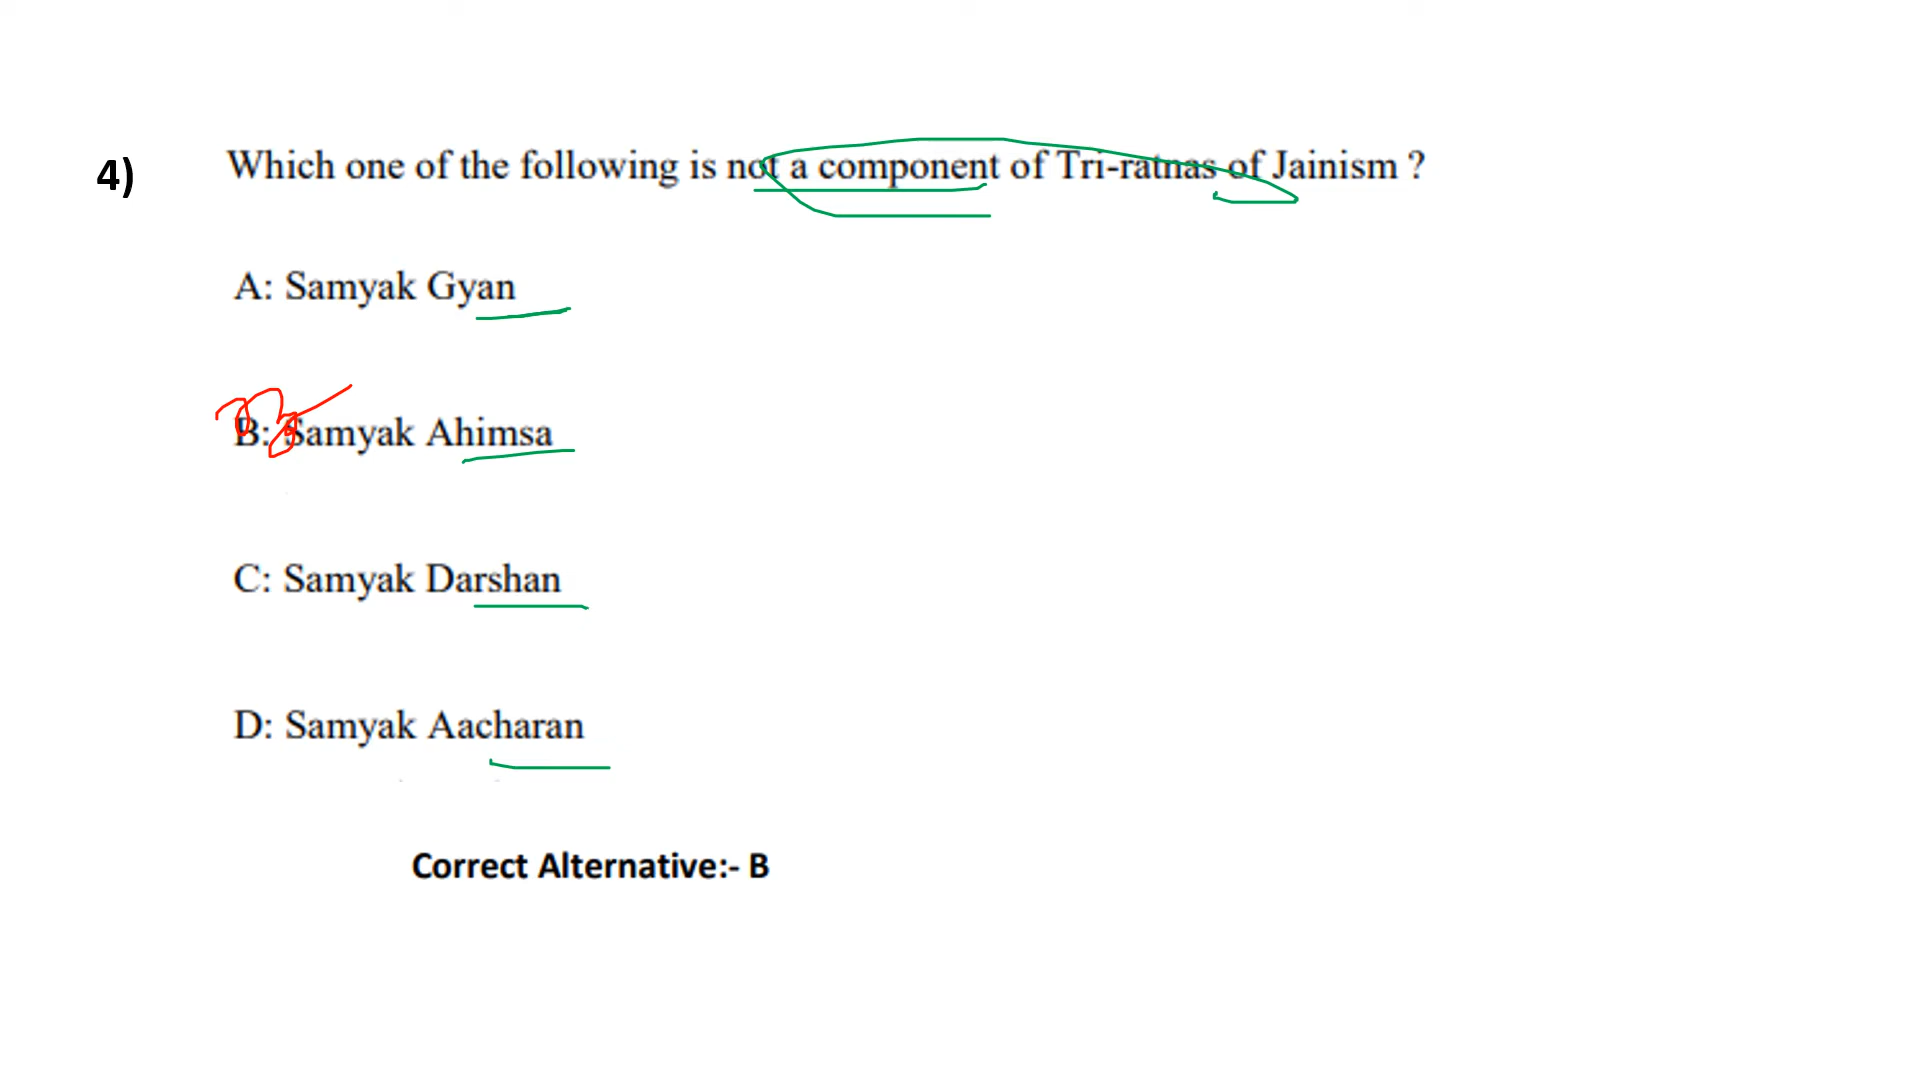 4) Which one of the following is not a component of Tri-ratnas of Jainism ?
A: Samyak Gyan
B: Samyak Ahimsa
C: Samyak Darshan
D: Samyak Aacharan
Correct Alternative:- B